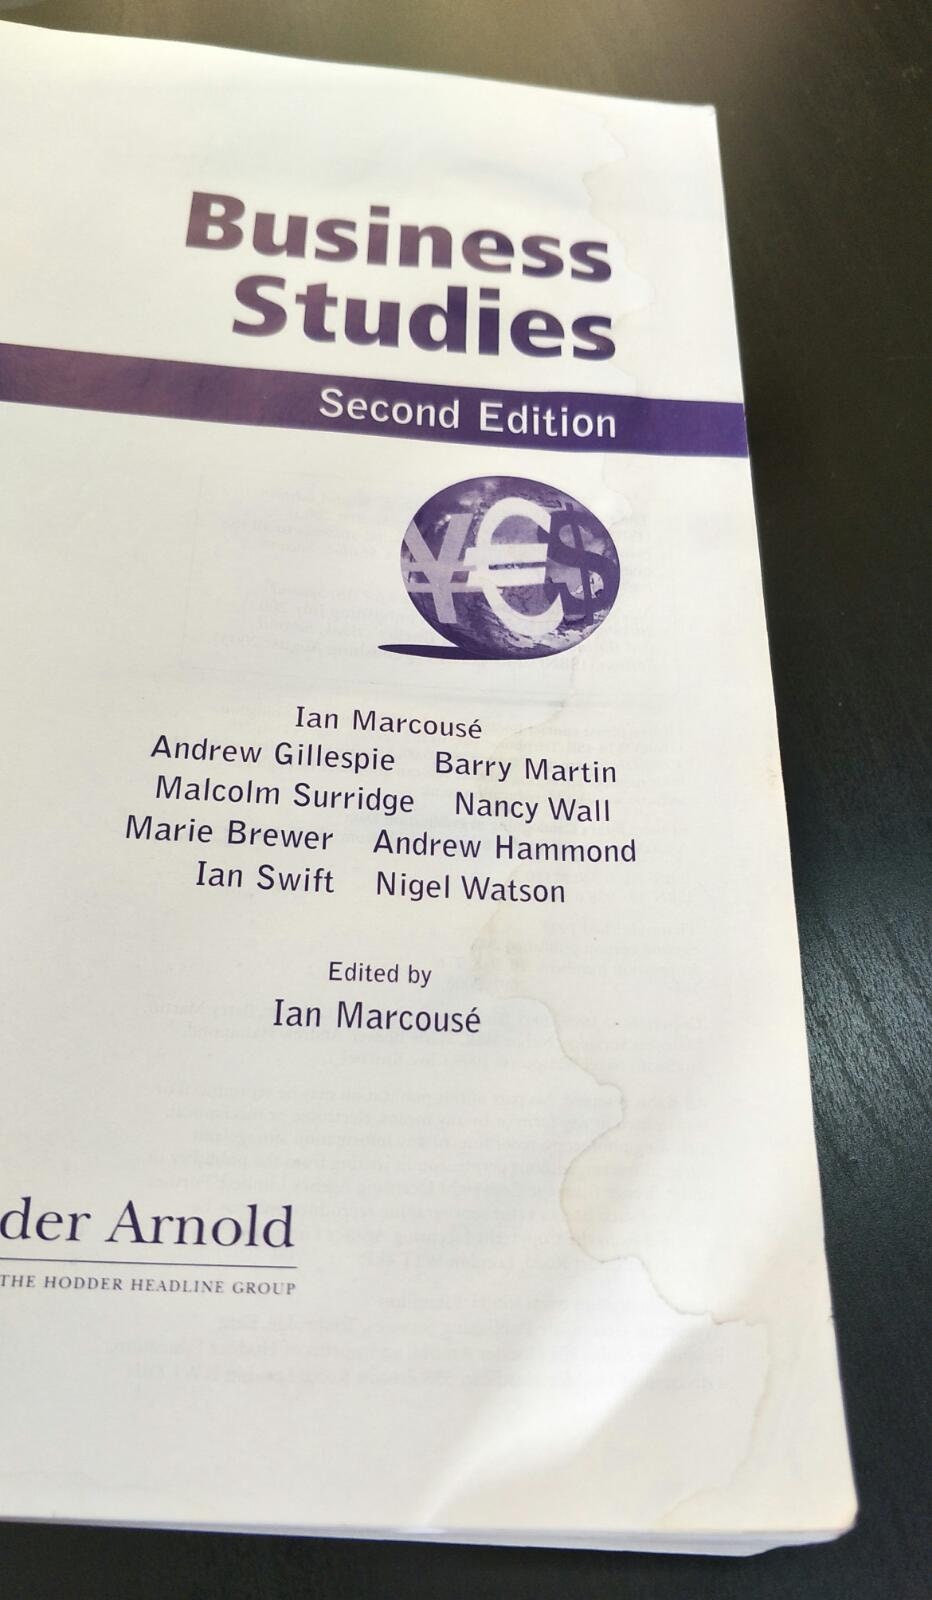 Business
Studies
Second Edition
¥€$
Ian Marcousé
Andrew Gillespie Barry Martin
Malcolm Surridge Nancy Wall
Marie Brewer Andrew Hammond
Ian Swift Nigel Watson
Edited by
Ian Marcousé
der Arnold
THE HODDER HEADLINE GROUP